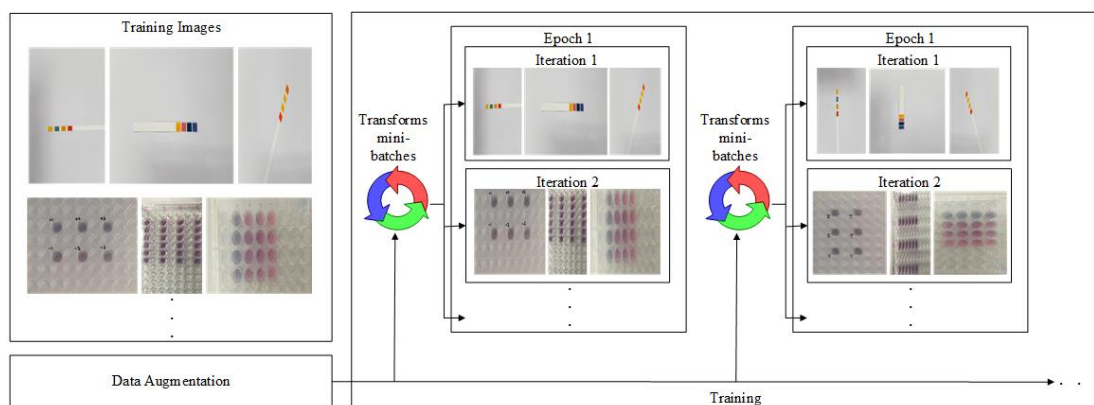 Training Images
Data Augmentation
Transforms
mini-
batches
Epoch 1
Iteration 1
Iteration 2
Transforms
mini-
batches
Epoch 1
Iteration 1
Iteration 2
Training